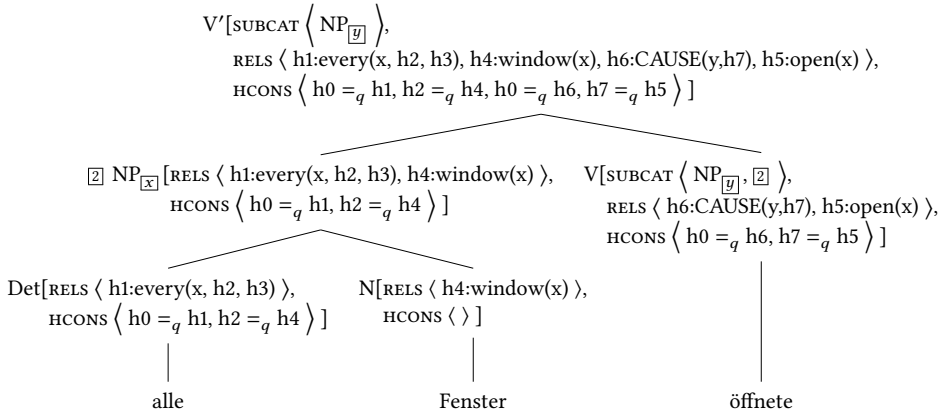 V′[SUBCAT ⟨ NP[y] ⟩,
RELS ⟨ h1:every(x, h2, h3), h4:window(x), h6:CAUSE(y,h7), h5:open(x) ⟩,
HCONS ⟨ h0 =q h1, h2 =q h4, h0 =q h6, h7 =q h5 ⟩ ]
[2] NP[x] [RELS ⟨ h1:every(x, h2, h3), h4:window(x) ⟩,
HCONS ⟨ h0 =q h1, h2 =q h4 ⟩ ]
V[SUBCAT ⟨ NP[y], [2] ⟩,
RELS ⟨ h6:CAUSE(y,h7), h5:open(x) ⟩,
HCONS ⟨ h0 =q h6, h7 =q h5 ⟩ ]
Det[RELS ⟨ h1:every(x, h2, h3) ⟩,
HCONS ⟨ h0 =q h1, h2 =q h4 ⟩ ]
N[RELS ⟨ h4:window(x) ⟩,
HCONS ⟨ ⟩ ]
alle Fenster öffnete